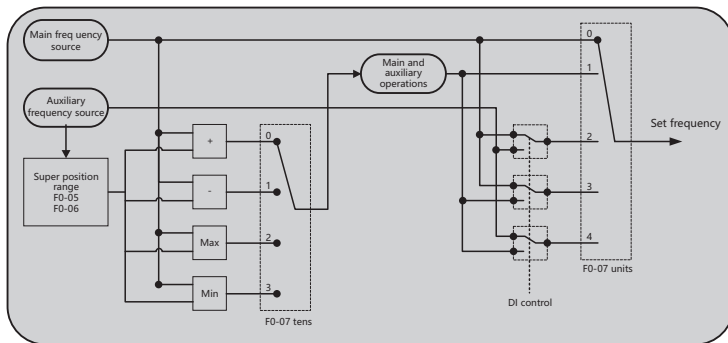 Main freq uency
source
Auxiliary
frequency source
Super position
range
F0-05
F0-06
+
-
Max
Min
0
1
2
3
F0-07 tens
Main and
auxiliary
operations
0
1
2
3
4
F0-07 units
DI control
Set frequency